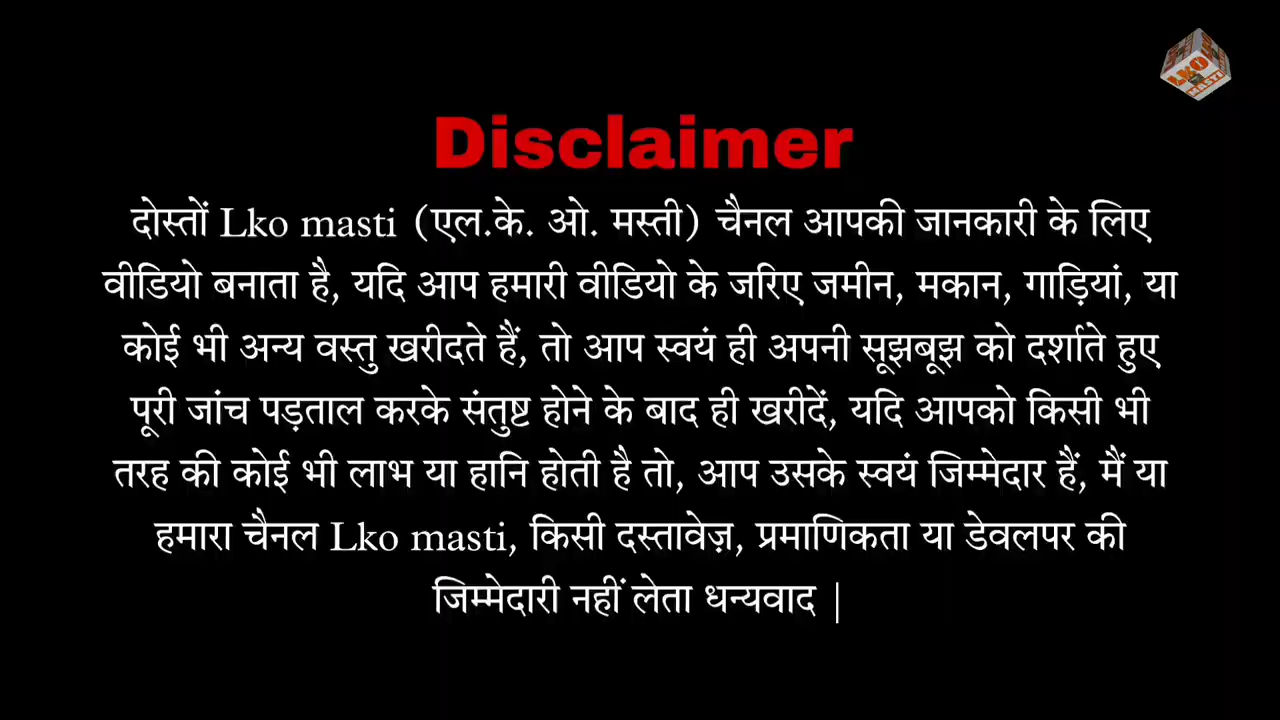 LKO
MASTI
Disclaimer
दोस्तों Lko masti (एल.के. ओ. मस्ती) चैनल आपकी जानकारी के लिए
वीडियो बनाता है, यदि आप हमारी वीडियो के जरिए जमीन, मकान, गाड़ियां, या
कोई भी अन्य वस्तु खरीदते हैं, तो आप स्वयं ही अपनी सूझबूझ को दर्शाते हुए
पूरी जांच पड़ताल करके संतुष्ट होने के बाद ही खरीदें, यदि आपको किसी भी
तरह की कोई भी लाभ या हानि होती है तो, आप उसके स्वयं जिम्मेदार हैं, मैं या
हमारा चैनल Lko masti, किसी दस्तावेज़, प्रमाणिकता या डेवलपर की
जिम्मेदारी नहीं लेता धन्यवाद |